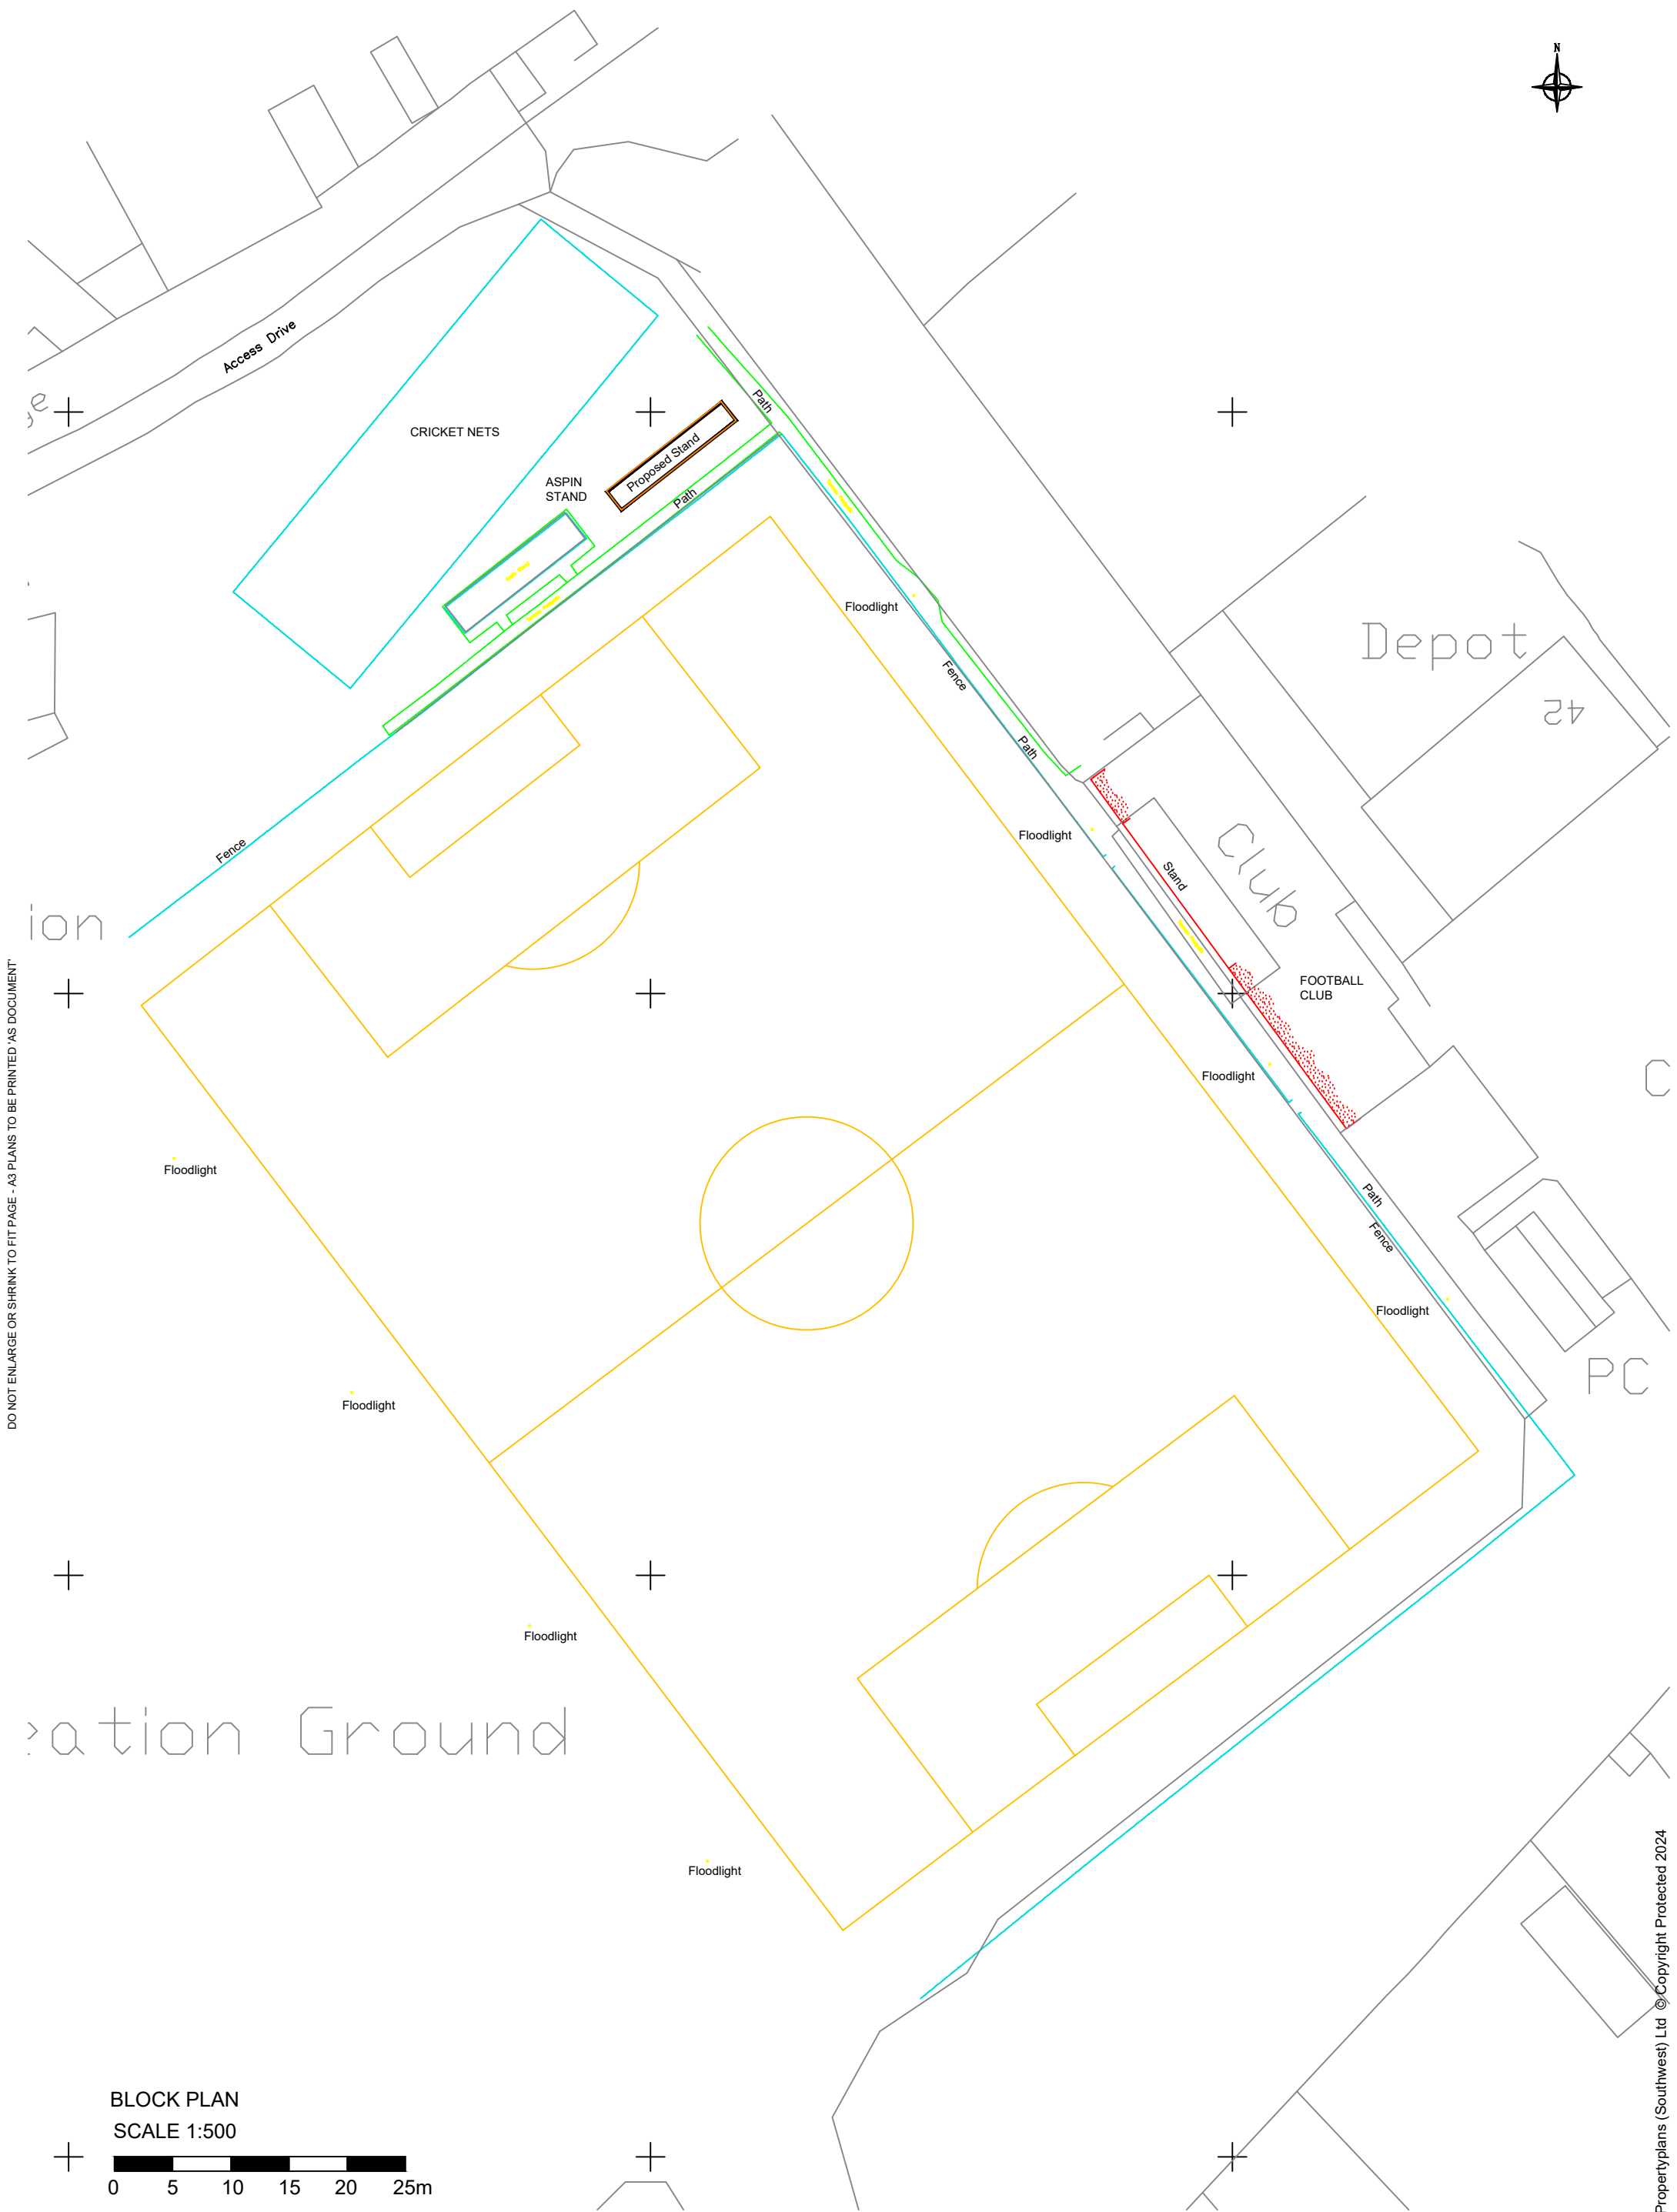 N
Access Drive
CRICKET NETS
Path
Proposed Stand
ASPIN
STAND
Path
Floodlight
Depot
Fence
42
Path
Floodlight
Fence
Stand
Club
ion
FOOTBALL
CLUB
Floodlight
Floodlight
Path
Fence
Floodlight
PC
Floodlight
Floodlight
eation Ground
Floodlight
DO NOT ENLARGE OR SHRINK TO FIT PAGE - A3 PLANS TO BE PRINTED 'AS DOCUMENT'
Propertyplans (Southwest) Ltd © Copyright Protected 2024
BLOCK PLAN
SCALE 1:500
0 5 10 15 20 25m